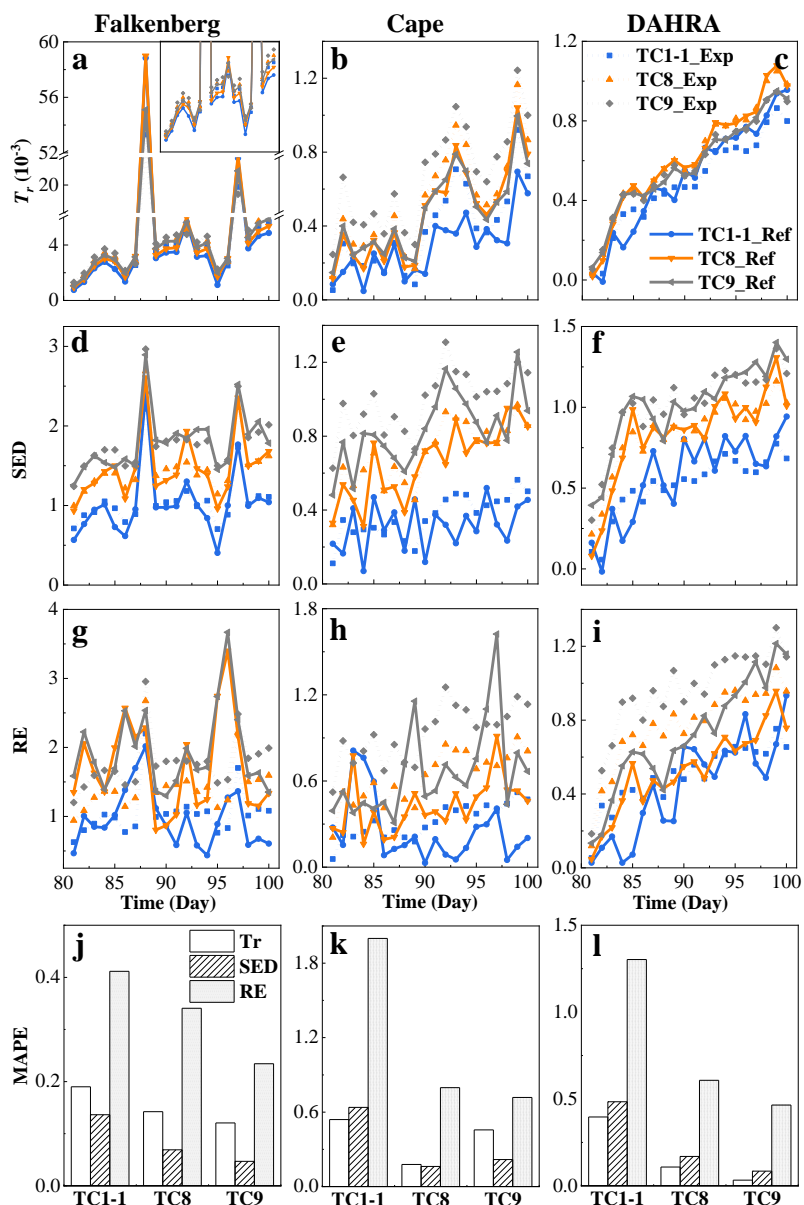 Falkenberg Cape DAHRA
a b c
60
56
52
20
4
0
T_r (10^-3)
1.2
0.8
0.4
0.0
1.2
0.8
0.4
0.0
TC1-1_Exp
TC8_Exp
TC9_Exp
TC1-1_Ref
TC8_Ref
TC9_Ref
d e f
SED
3
2
1
0
1.2
0.8
0.4
0.0
1.5
1.0
0.5
0.0
g h i
RE
4
3
2
1
1.8
1.2
0.6
0.0
1.2
0.8
0.4
0.0
80 85 90 95 100 85 90 95 100 80 85 90 95 100
Time (Day) Time (Day) Time (Day)
j k l
Tr
SED
RE
MAPE
0.4
0.2
0.0
1.8
1.2
0.6
0.0
1.5
1.0
0.5
0.0
TC1-1 TC8 TC9 TC1-1 TC8 TC9 TC1-1 TC8 TC9